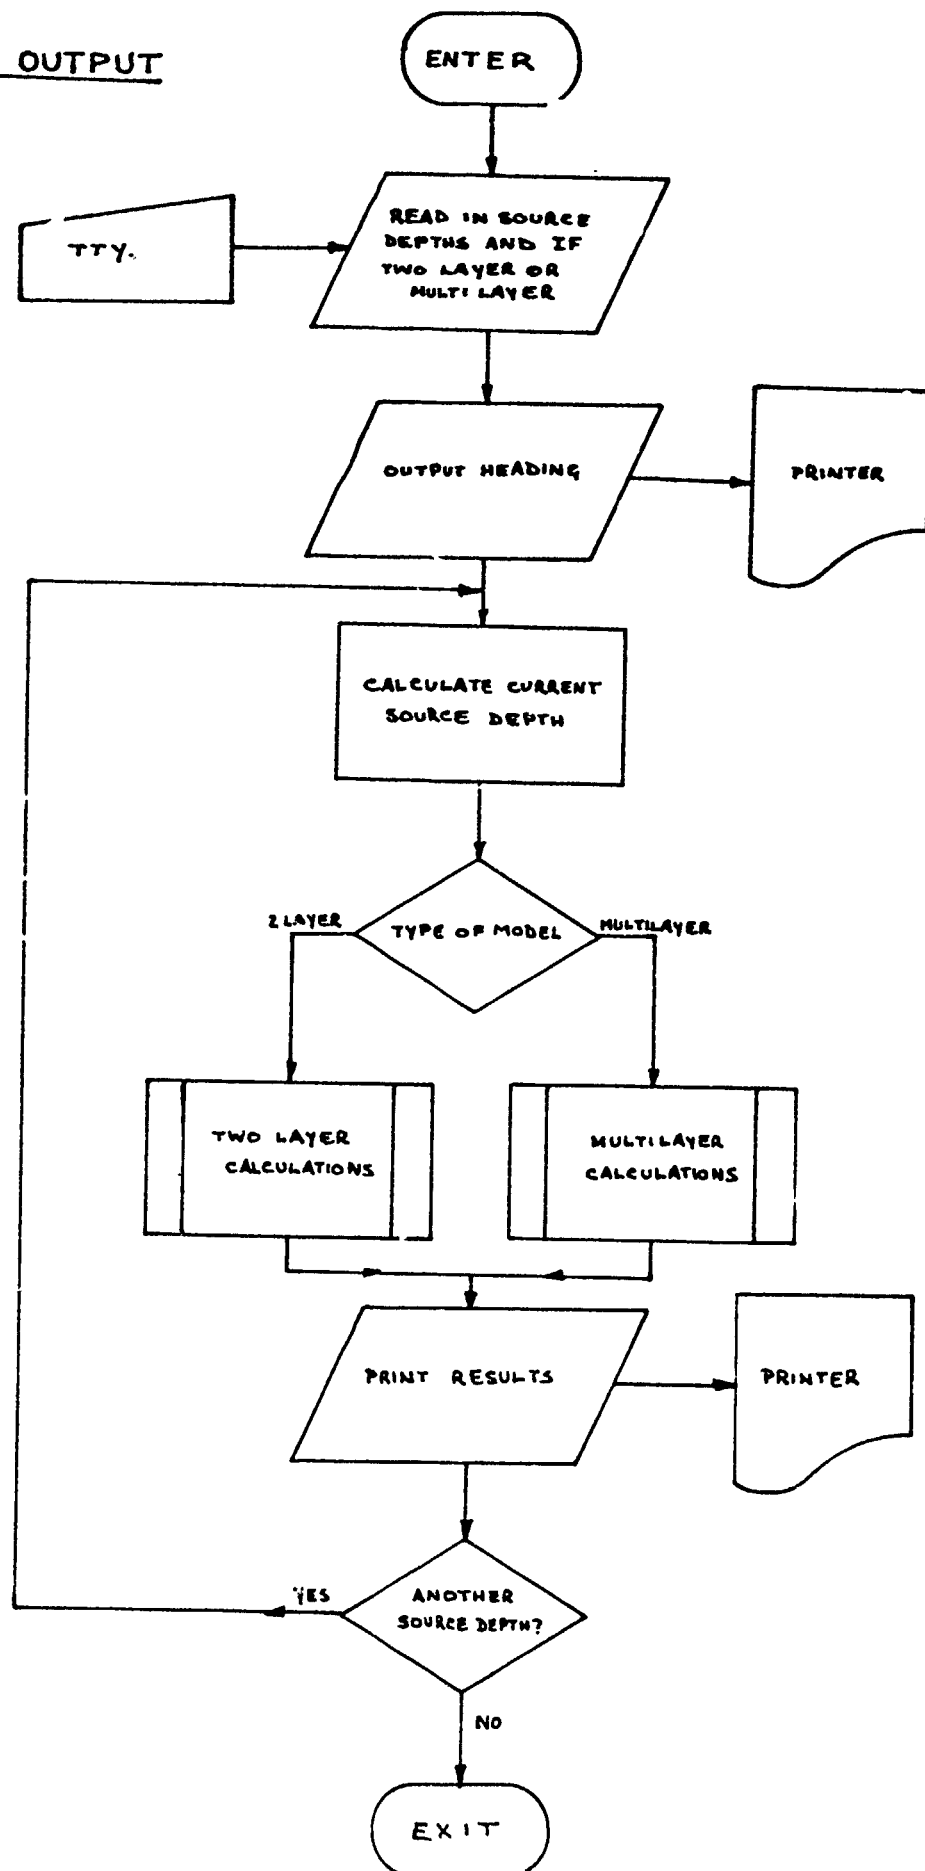 OUTPUT
ENTER
READ IN SOURCE
DEPTHS AND IF
TWO LAYER OR
MULTI LAYER
TTY.
OUTPUT HEADING
PRINTER
CALCULATE CURRENT
SOURCE DEPTH
2 LAYER
TYPE OF MODEL
MULTILAYER
TWO LAYER
CALCULATIONS
MULTILAYER
CALCULATIONS
PRINT RESULTS
PRINTER
YES
ANOTHER
SOURCE DEPTH?
NO
EXIT